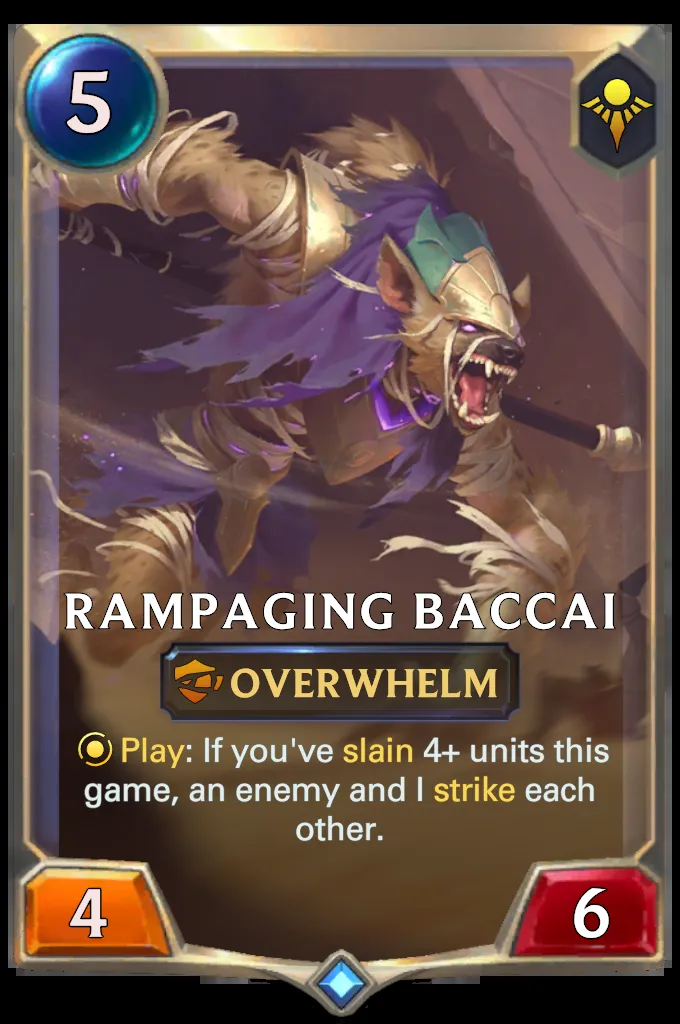 5
RAMPAGING BACCAI
OVERWHELM
Play: If you've slain 4+ units this
game, an enemy and I strike each
other.
4
6